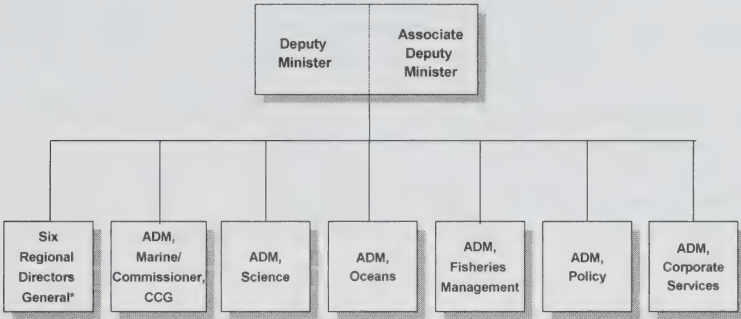 Deputy
Minister
Associate
Deputy
Minister
Six
Regional
Directors
General*
ADM,
Marine/
Commissioner,
CCG
ADM,
Science
ADM,
Oceans
ADM,
Fisheries
Management
ADM,
Policy
ADM,
Corporate
Services